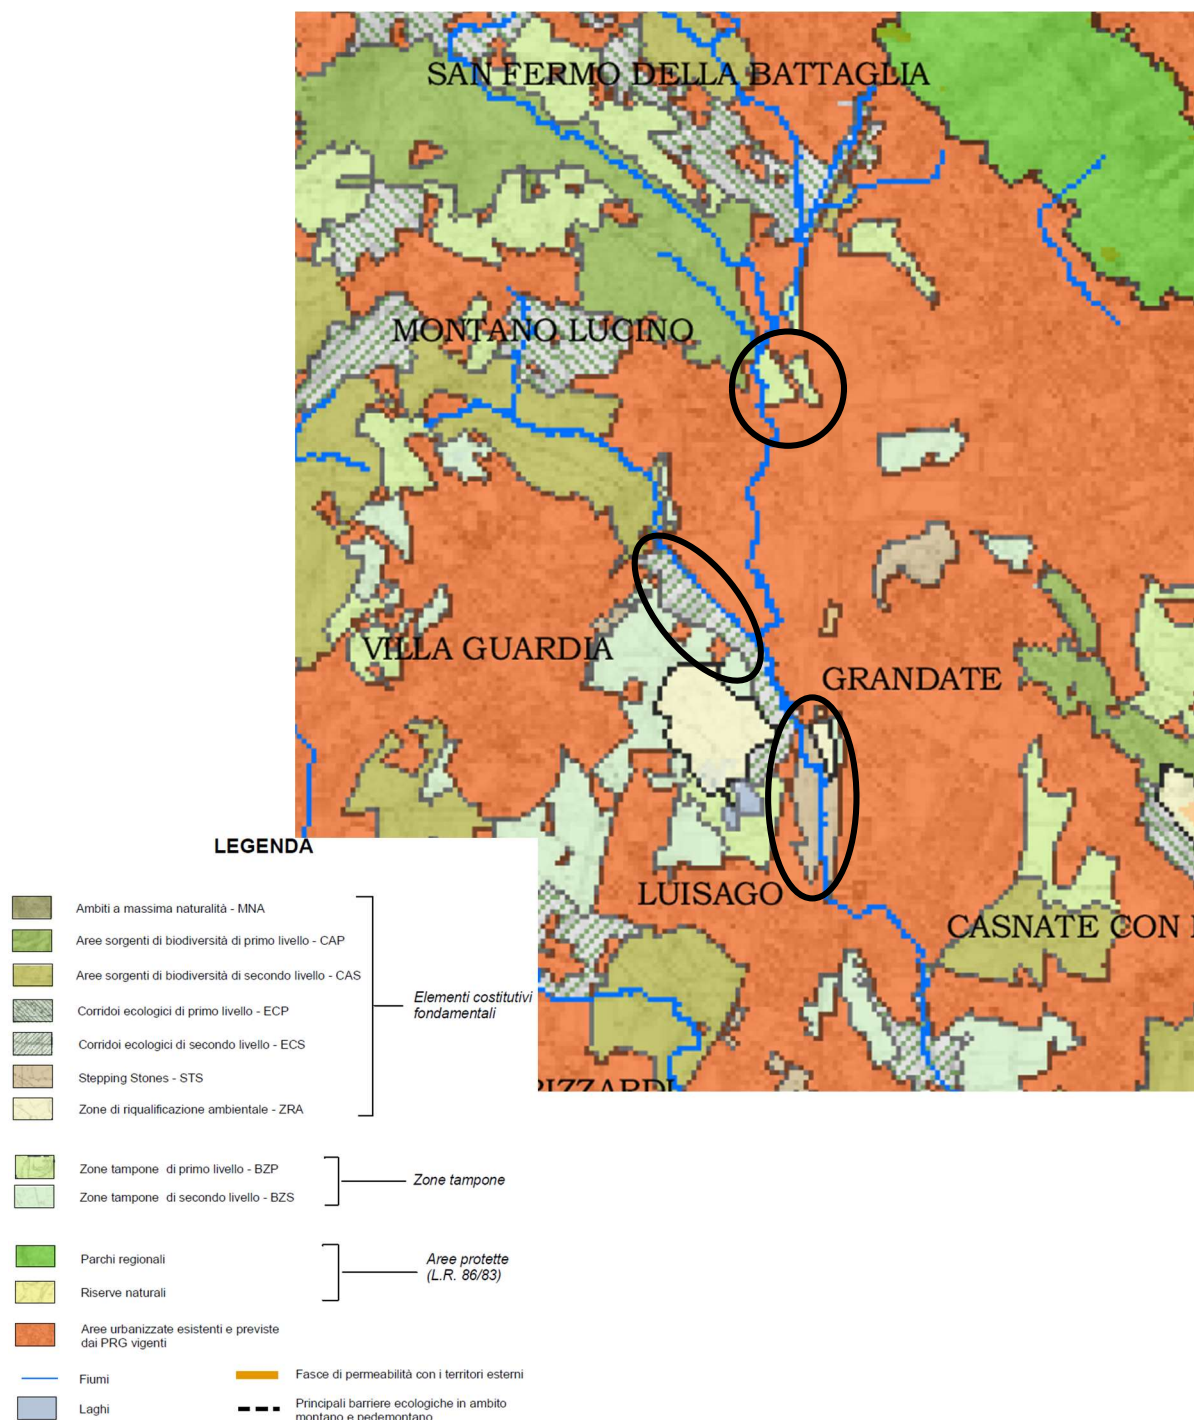 SAN FERMO DELLA BATTAGLIA
MONTANO LUCINO
VILLA GUARDIA
GRANDATE
LUISAGO
CASNATE CON
RIZZARDI
LEGENDA
Ambiti a massima naturalità - MNA
Aree sorgenti di biodiversità di primo livello - CAP
Aree sorgenti di biodiversità di secondo livello - CAS
Corridoi ecologici di primo livello - ECP
Corridoi ecologici di secondo livello - ECS
Stepping Stones - STS
Zone di riqualificazione ambientale - ZRA
Elementi costitutivi
fondamentali
Zone tampone di primo livello - BZP
Zone tampone di secondo livello - BZS
Zone tampone
Parchi regionali
Riserve naturali
Aree protette
(L.R. 86/83)
Aree urbanizzate esistenti e previste
dai PRG vigenti
Fiumi
Laghi
Fasce di permeabilità con i territori esterni
Principali barriere ecologiche in ambito
montano e pedemontano